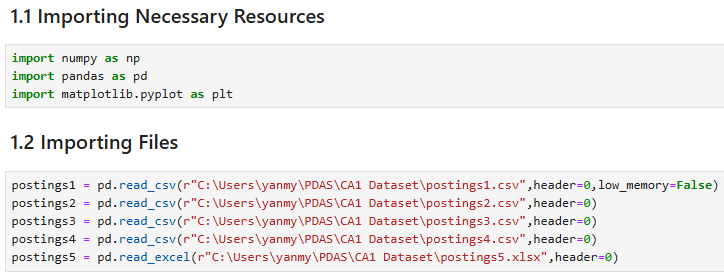 1.1 Importing Necessary Resources
import numpy as np
import pandas as pd
import matplotlib.pyplot as plt
1.2 Importing Files
postings1 = pd.read_csv(r"C:\Users\yanmy\PDAS\CA1 Dataset\postings1.csv",header=0,low_memory=False)
postings2 = pd.read_csv(r"C:\Users\yanmy\PDAS\CA1 Dataset\postings2.csv",header=0)
postings3 = pd.read_csv(r"C:\Users\yanmy\PDAS\CA1 Dataset\postings3.csv",header=0)
postings4 = pd.read_csv(r"C:\Users\yanmy\PDAS\CA1 Dataset\postings4.csv",header=0)
postings5 = pd.read_excel(r"C:\Users\yanmy\PDAS\CA1 Dataset\postings5.xlsx",header=0)